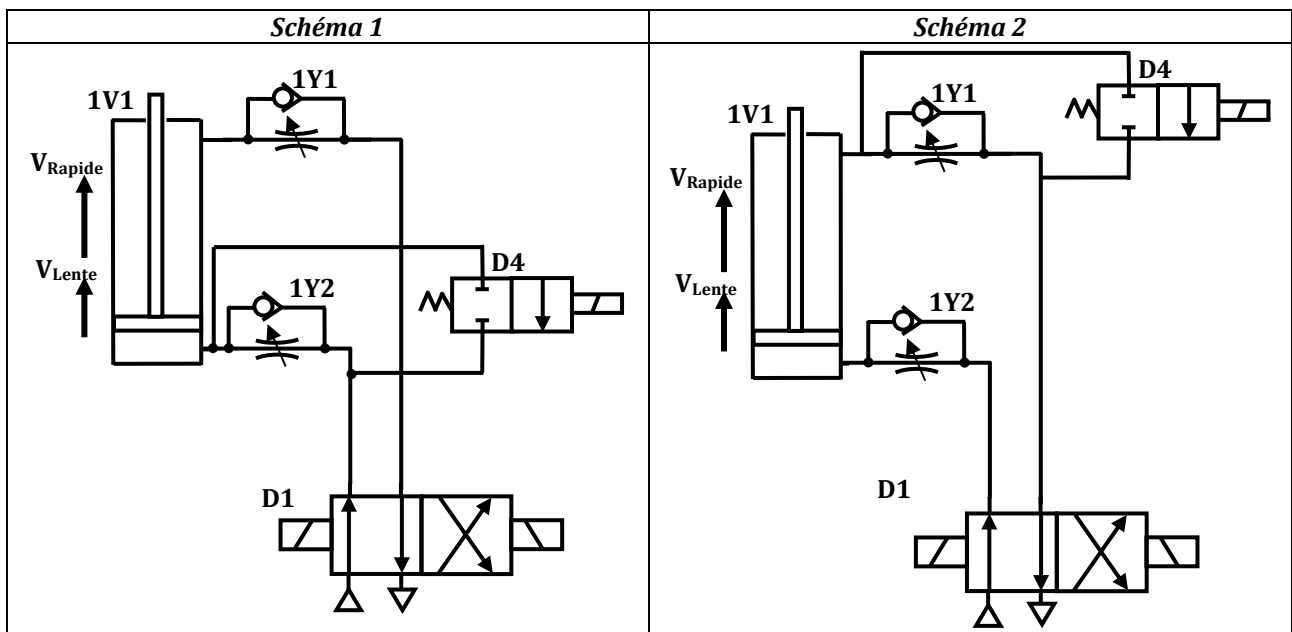 Schéma 1
1Y1
1V1
VRapide
VLente
D4
1Y2
D1
Schéma 2
D4
1Y1
1V1
VRapide
VLente
1Y2
D1